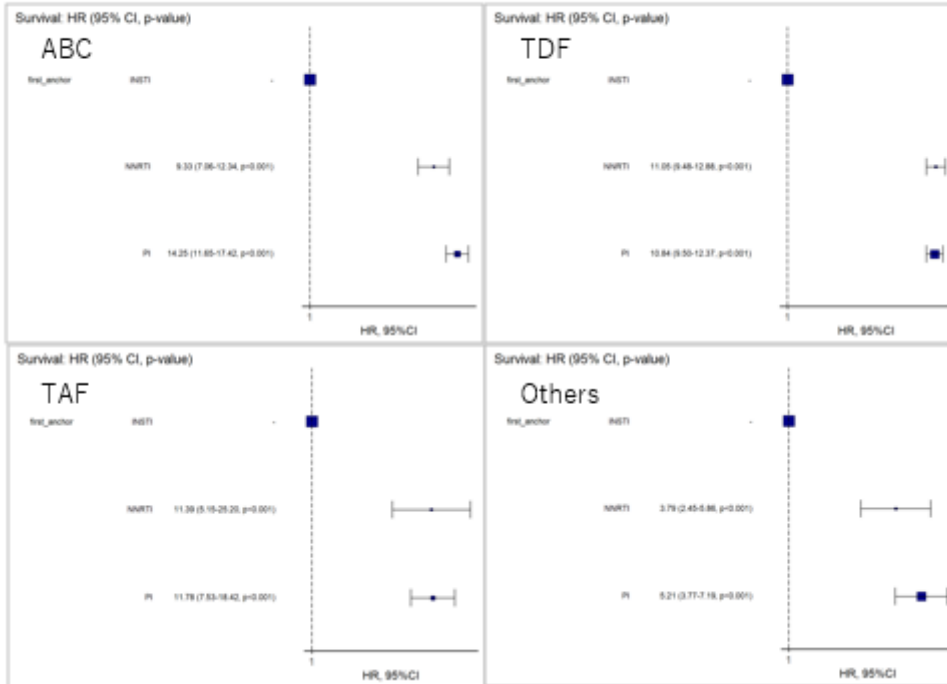 Survival: HR (95% CI, p-value)
ABC
first_anchor INSTI -
NNRTI 9.33 (7.06-12.34, p<0.001)
PI 14.25 (11.65-17.42, p<0.001)
1
HR, 95%CI
Survival: HR (95% CI, p-value)
TDF
first_anchor INSTI -
NNRTI 11.05 (9.48-12.88, p<0.001)
PI 10.84 (9.50-12.37, p<0.001)
1
HR, 95%CI
Survival: HR (95% CI, p-value)
TAF
first_anchor INSTI -
NNRTI 11.39 (5.15-25.20, p<0.001)
PI 11.78 (7.53-18.42, p<0.001)
1
HR, 95%CI
Survival: HR (95% CI, p-value)
Others
first_anchor INSTI -
NNRTI 3.79 (2.45-5.86, p<0.001)
PI 5.21 (3.77-7.19, p<0.001)
1
HR, 95%CI